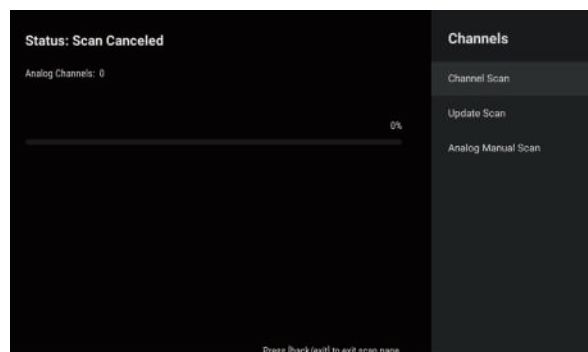 Status: Scan Canceled
Analog Channels: 0
0%
Press [back/exit] to exit scan page
Channels
Channel Scan
Update Scan
Analog Manual Scan